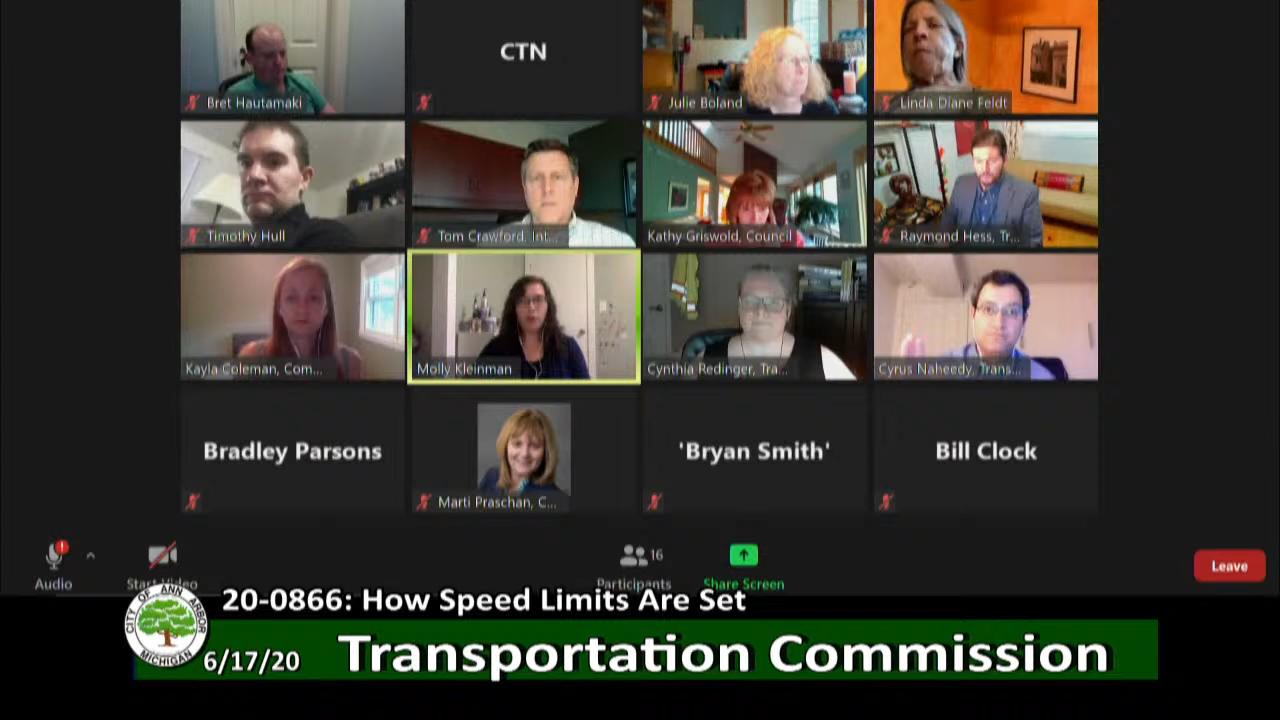 Bret Hautamaki
CTN
Julie Boland
Linda Diane Feldt
Timothy Hull
Tom Crawford, Int...
Kathy Griswold, Council
Raymond Hess, Tr...
Kayla Coleman, Com...
Molly Kleinman
Cynthia Redinger, Tra...
Cyrus Naheedy, Trans...
Bradley Parsons
Marti Praschan, C...
'Bryan Smith'
Bill Clock
16
Leave
Audio
Start Video
Participants
Share Screen
20-0866: How Speed Limits Are Set
CITY OF ANN ARBOR
MICHIGAN
6/17/20
Transportation Commission